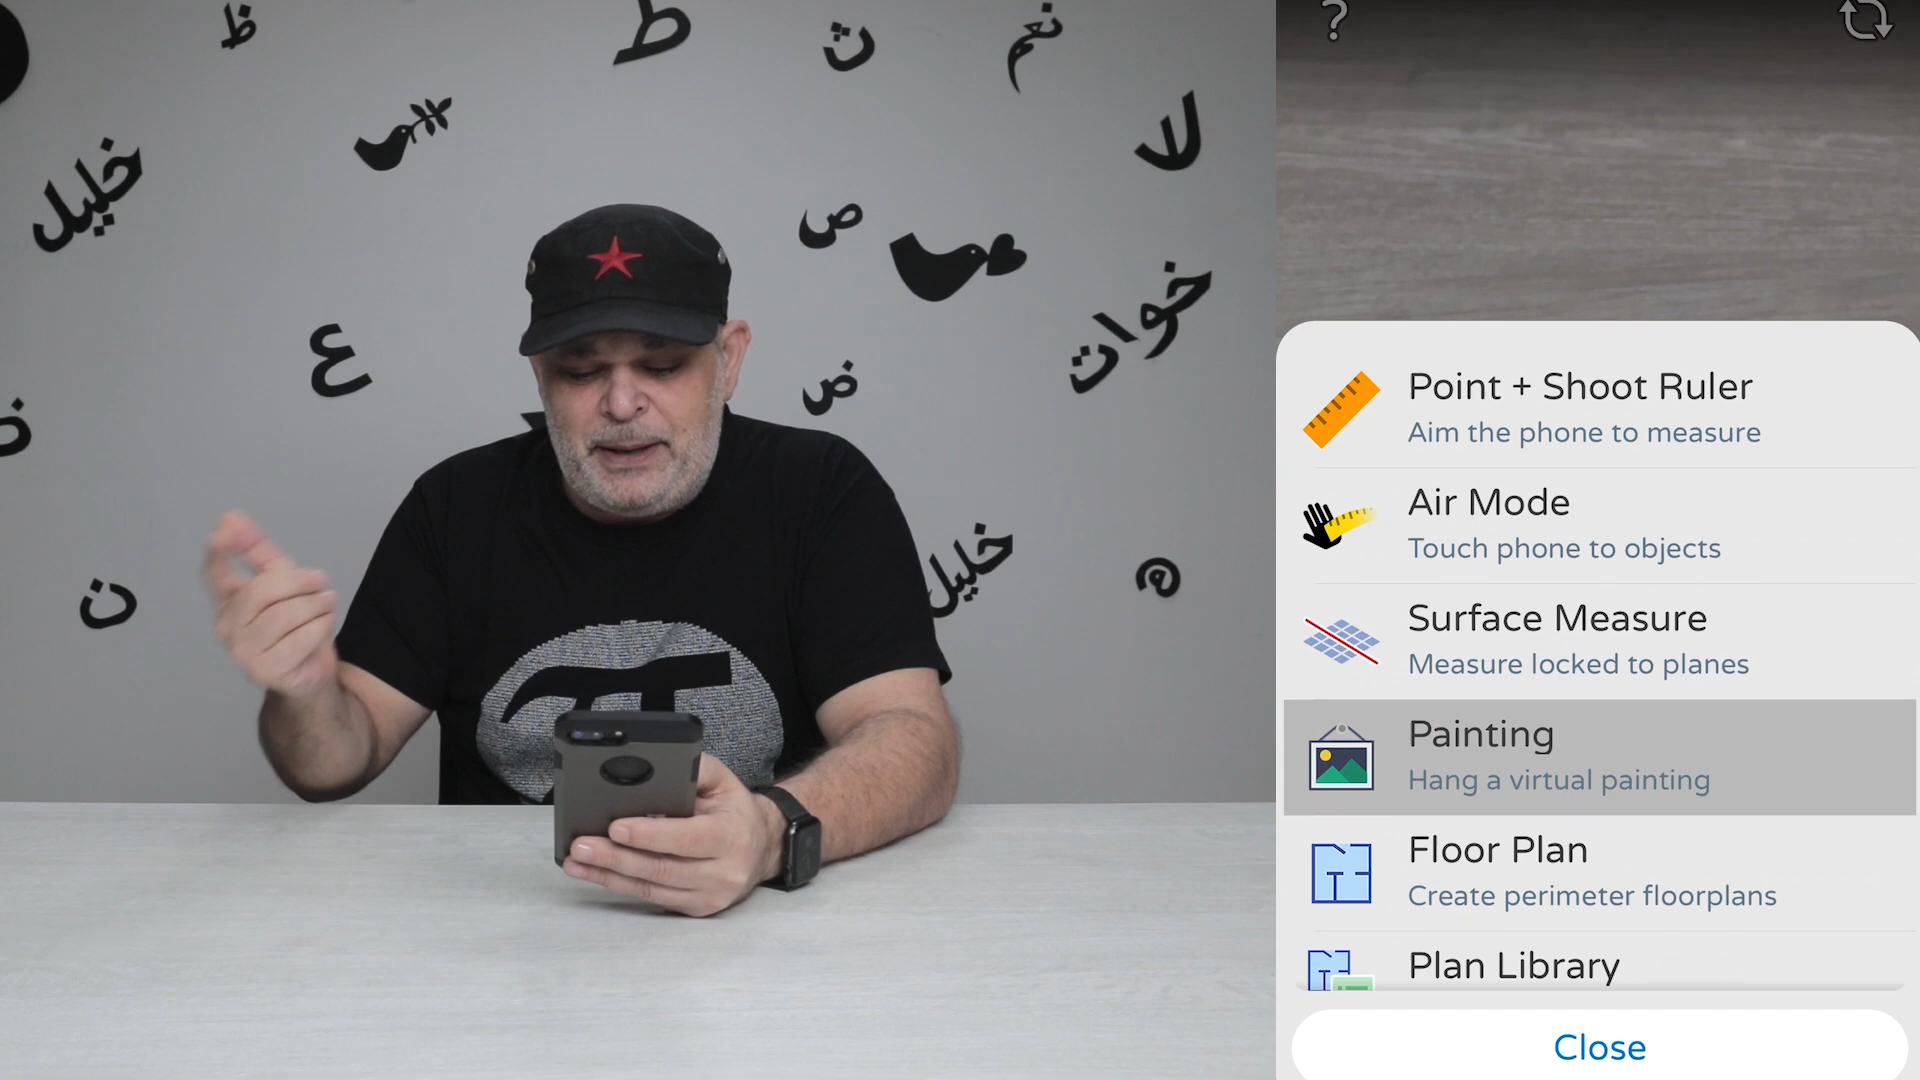 ظ
ط
ث
نعم
لا
خليل
ص
خوات
ع
ض
خليل
ن
π
?
Point + Shoot Ruler
Aim the phone to measure
Air Mode
Touch phone to objects
Surface Measure
Measure locked to planes
Painting
Hang a virtual painting
Floor Plan
Create perimeter floorplans
Plan Library
Close